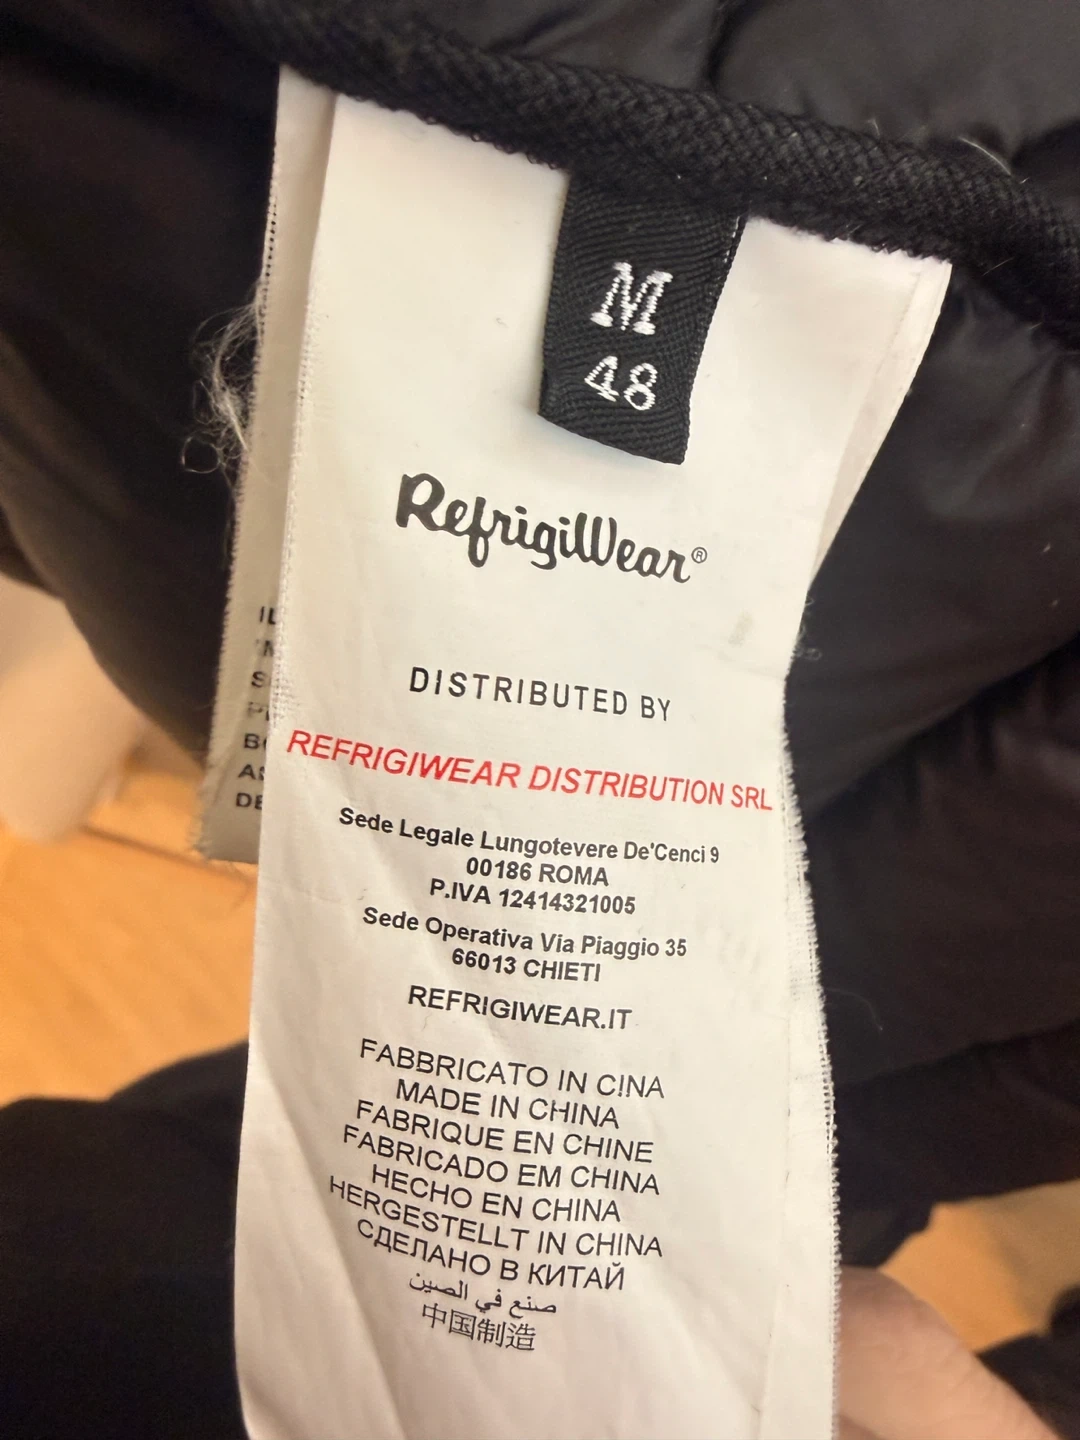 M
48
RefrigiWear®
DISTRIBUTED BY
REFRIGIWEAR DISTRIBUTION SRL
Sede Legale Lungotevere De'Cenci 9
00186 ROMA
P.IVA 12414321005
Sede Operativa Via Piaggio 35
66013 CHIETI
REFRIGIWEAR.IT
FABBRICATO IN CINA
MADE IN CHINA
FABRIQUE EN CHINE
FABRICADO EM CHINA
HECHO EN CHINA
HERGESTELLT IN CHINA
СДЕЛАНО В КИТАЙ
صنع في الصين
中国制造